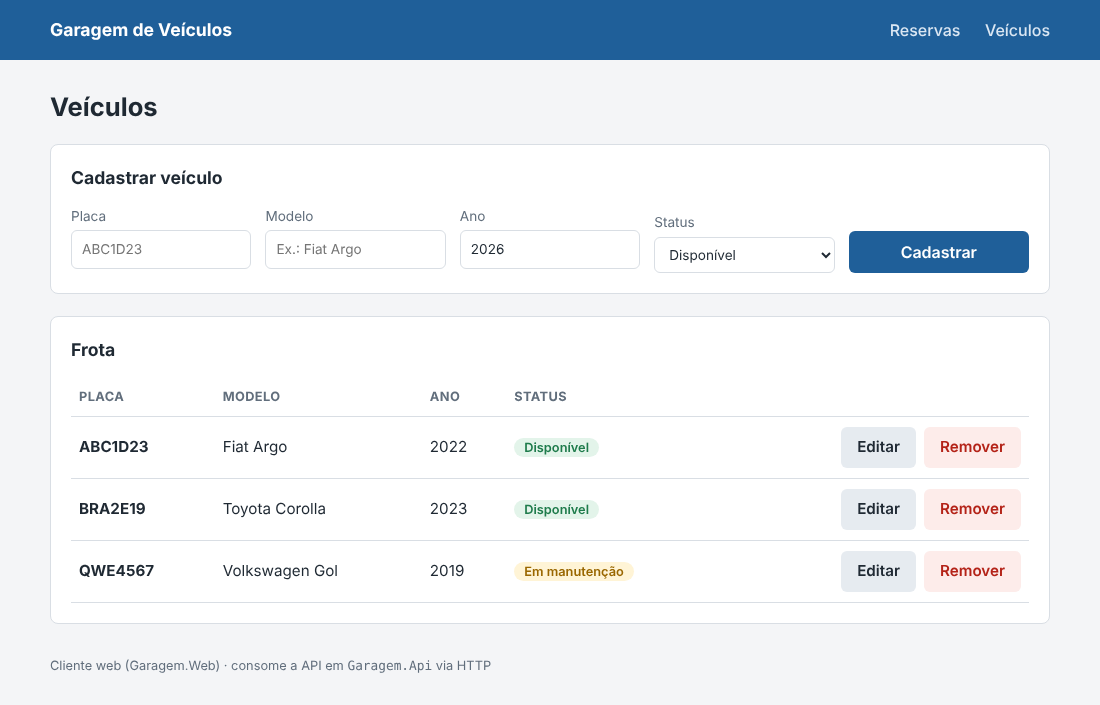 Garagem de Veículos
Reservas Veículos
Veículos
Cadastrar veículo
Placa Modelo Ano Status
ABC1D23 Ex.: Fiat Argo 2026 Disponível Cadastrar
Frota
PLACA MODELO ANO STATUS
ABC1D23 Fiat Argo 2022 Disponível Editar Remover
BRA2E19 Toyota Corolla 2023 Disponível Editar Remover
QWE4567 Volkswagen Gol 2019 Em manutenção Editar Remover
Cliente web (Garagem.Web) · consome a API em Garagem.Api via HTTP